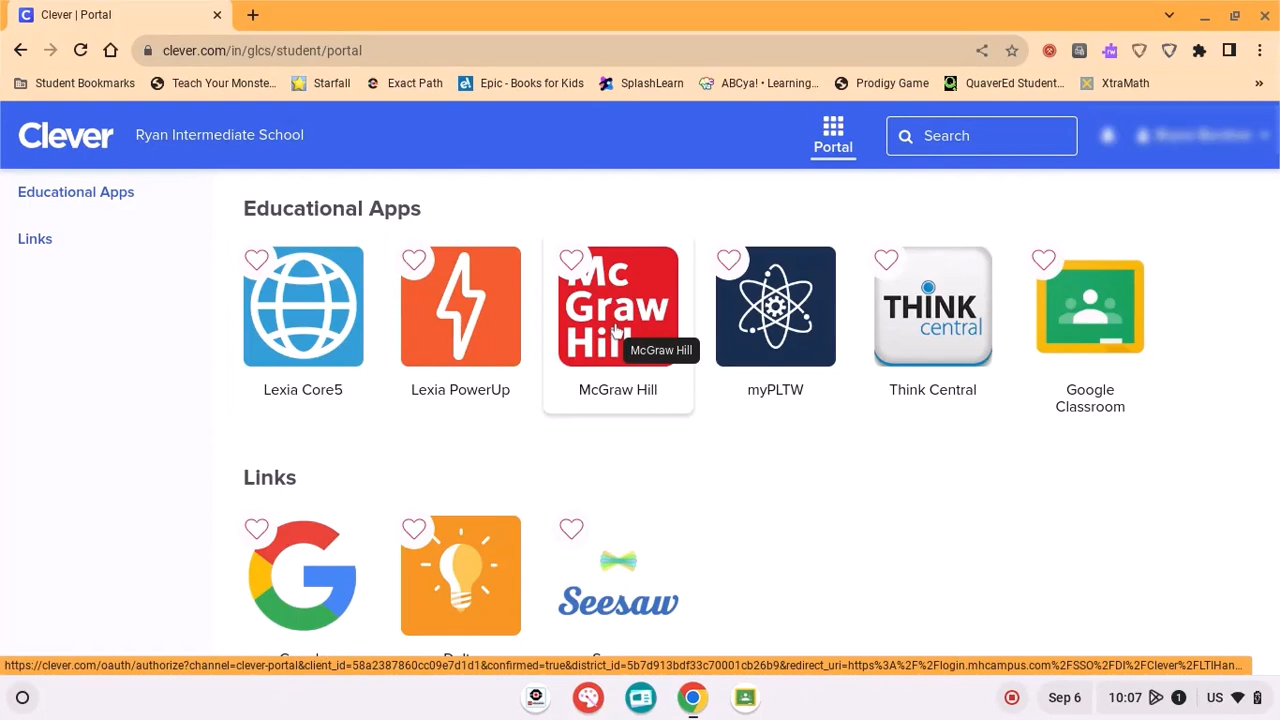 Clever | Portal
clever.com/in/glcs/student/portal
Student Bookmarks Teach Your Monste... Starfall Exact Path Epic - Books for Kids SplashLearn ABCya! • Learning... Prodigy Game QuaverEd Student... XtraMath »
Clever Ryan Intermediate School Portal Search
Educational Apps
Links
Educational Apps
Mc
Graw
Hill
THINK
central
McGraw Hill
Lexia Core5 Lexia PowerUp McGraw Hill myPLTW Think Central Google
Classroom
Links
Seesaw
https://clever.com/oauth/authorize?channel=clever-portal&client_id=58a2387860cc09e7d1d1&confirmed=true&district_id=5b7d913bdf33c70001cb26b9&redirect_uri=https%3A%2F%2Flogin.mhcampus.com%2FSSO%2FDI%2FClever%2FLTIHan...
Sep 6 10:07 1 US